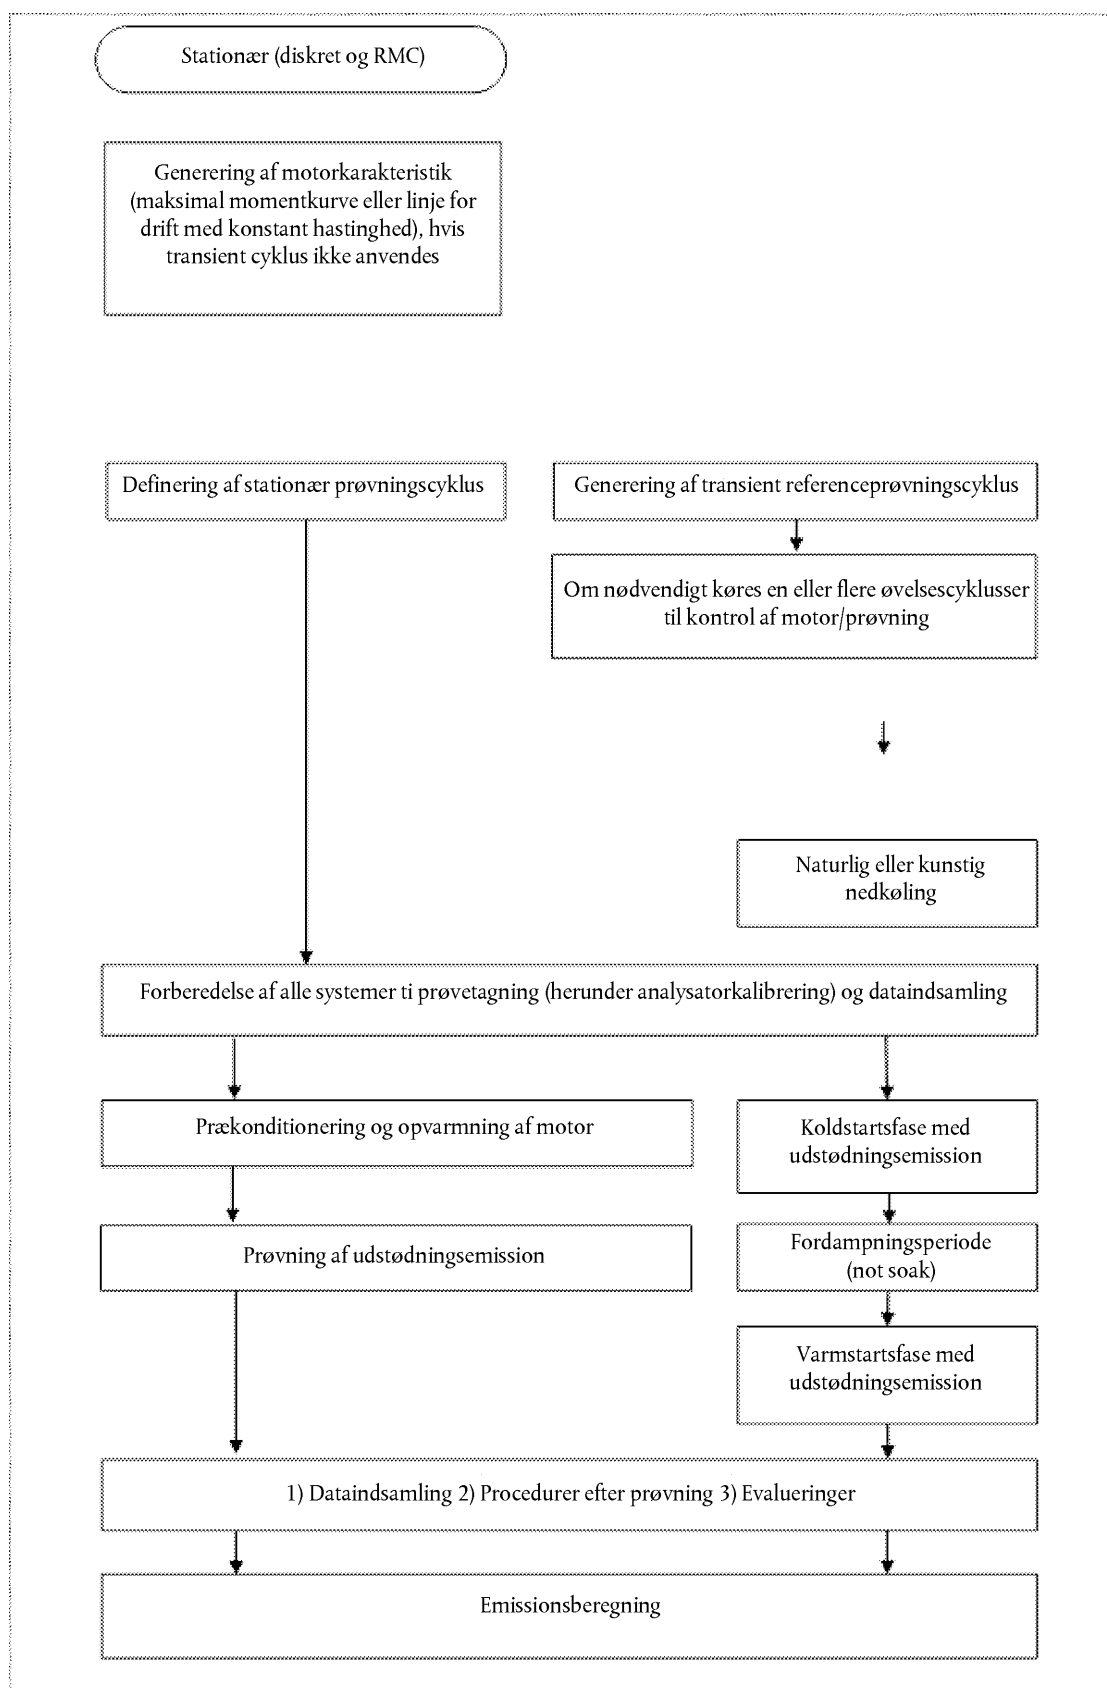 Stationær (diskret og RMC)
Generering af motorkarakteristik
(maksimal momentkurve eller linje for
drift med konstant hastinghed), hvis
transient cyklus ikke anvendes
Definering af stationær prøvningscyklus
Generering af transient referenceprøvningscyklus
Om nødvendigt køres en eller flere øvelsescyklusser
til kontrol af motor/prøvning
Naturlig eller kunstig
nedkøling
Forberedelse af alle systemer ti prøvetagning (herunder analysatorkalibrering) og dataindsamling
Prækonditionering og opvarmning af motor
Koldstartsfase med
udstødningsemission
Prøvning af udstødningsemission
Fordampningsperiode
(not soak)
Varmstartsfase med
udstødningsemission
1) Dataindsamling 2) Procedurer efter prøvning 3) Evalueringer
Emissionsberegning